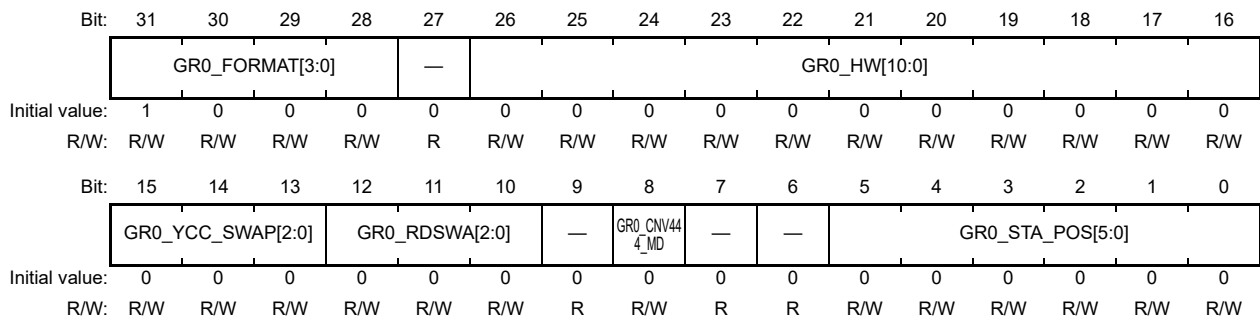 Bit: 31 30 29 28 27 26 25 24 23 22 21 20 19 18 17 16
GR0_FORMAT[3:0] — GR0_HW[10:0]
Initial value: 1 0 0 0 0 0 0 0 0 0 0 0 0 0 0 0
R/W: R/W R/W R/W R/W R R/W R/W R/W R/W R/W R/W R/W R/W R/W R/W R/W
Bit: 15 14 13 12 11 10 9 8 7 6 5 4 3 2 1 0
GR0_YCC_SWAP[2:0] GR0_RDSWA[2:0] — GR0_CNV44
4_MD — — GR0_STA_POS[5:0]
Initial value: 0 0 0 0 0 0 0 0 0 0 0 0 0 0 0 0
R/W: R/W R/W R/W R/W R/W R/W R R/W R R R/W R/W R/W R/W R/W R/W